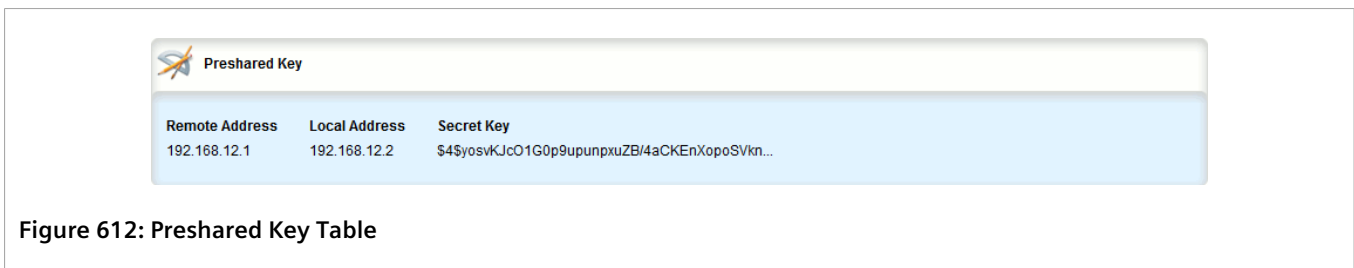 Preshared Key
Remote Address Local Address Secret Key
192.168.12.1 192.168.12.2 $4$yosvKJcO1G0p9upunpxuZB/4aCKEnXopoSVkn...
Figure 612: Preshared Key Table